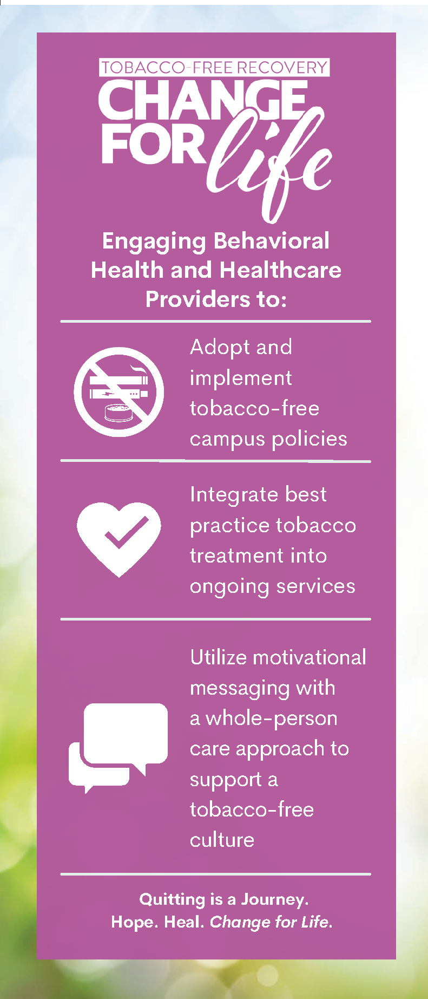 TOBACCO-FREE RECOVERY
CHANGE
FOR life
Engaging Behavioral
Health and Healthcare
Providers to:
Adopt and
implement
tobacco-free
campus policies
Integrate best
practice tobacco
treatment into
ongoing services
Utilize motivational
messaging with
a whole-person
care approach to
support a
tobacco-free
culture
Quitting is a Journey.
Hope. Heal. Change for Life.